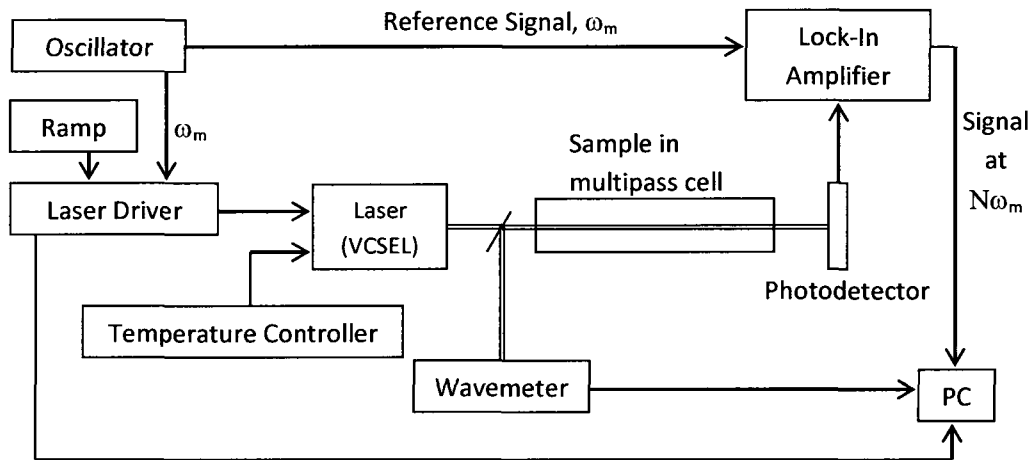 Reference Signal, ωm
Oscillator
Lock-In
Amplifier
Ramp
ωm
Signal
at
Nωm
Sample in
multipass cell
Laser Driver
Laser
(VCSEL)
Photodetector
Temperature Controller
Wavemeter
PC